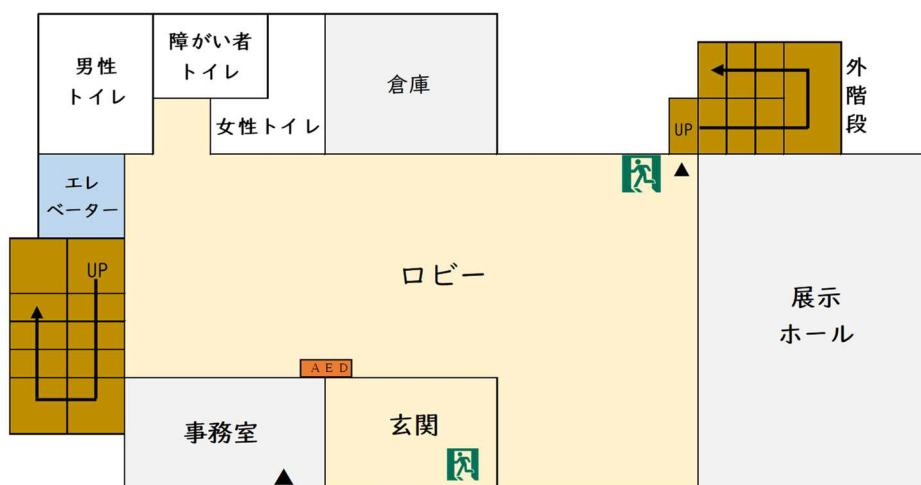 男性
トイレ
障がい者
トイレ
女性トイレ
倉庫
外
階
段
UP
エレ
ベーター
UP
ロビー
展示
ホール
AED
事務室
玄関